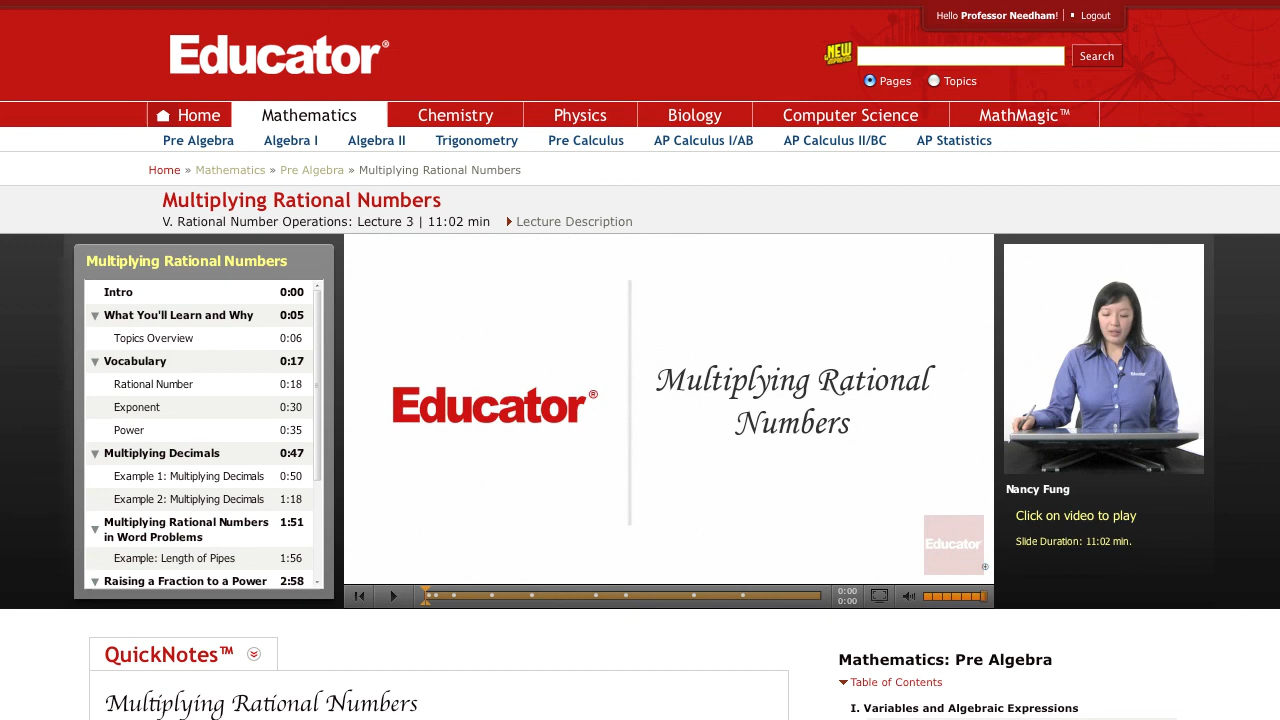 Hello Professor Needham! Logout
Educator®
NEW
Search
Pages Topics
Home Mathematics Chemistry Physics Biology Computer Science MathMagic™
Pre Algebra Algebra I Algebra II Trigonometry Pre Calculus AP Calculus I/AB AP Calculus II/BC AP Statistics
Home » Mathematics » Pre Algebra » Multiplying Rational Numbers
Multiplying Rational Numbers
V. Rational Number Operations: Lecture 3 | 11:02 min Lecture Description
Multiplying Rational Numbers
Intro 0:00
What You'll Learn and Why 0:05
Topics Overview 0:06
Vocabulary 0:17
Rational Number 0:18
Exponent 0:30
Power 0:35
Multiplying Decimals 0:47
Example 1: Multiplying Decimals 0:50
Example 2: Multiplying Decimals 1:18
Multiplying Rational Numbers 1:51
in Word Problems
Example: Length of Pipes 1:56
Raising a Fraction to a Power 2:58
Educator®
Multiplying Rational
Numbers
Educator®
0:00
0:00
Educator
Nancy Fung
Click on video to play
Slide Duration: 11:02 min.
QuickNotes™
Multiplying Rational Numbers
Mathematics: Pre Algebra
Table of Contents
I. Variables and Algebraic Expressions